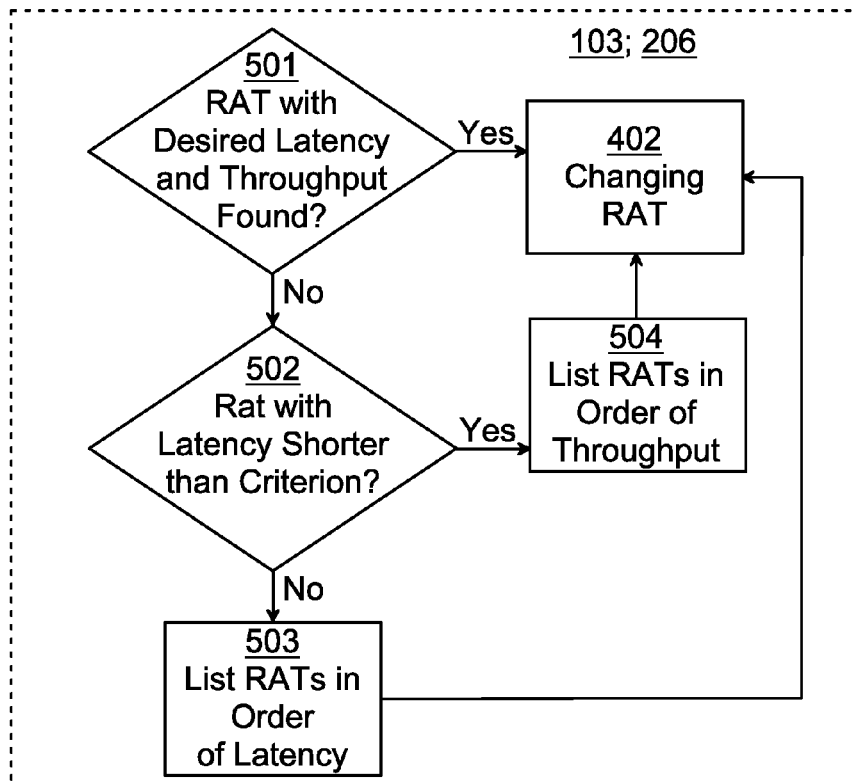 103; 206
501
RAT with
Desired Latency
and Throughput
Found?
Yes
402
Changing
RAT
No
502
Rat with
Latency Shorter
than Criterion?
Yes
504
List RATs in
Order of
Throughput
No
503
List RATs in
Order
of Latency